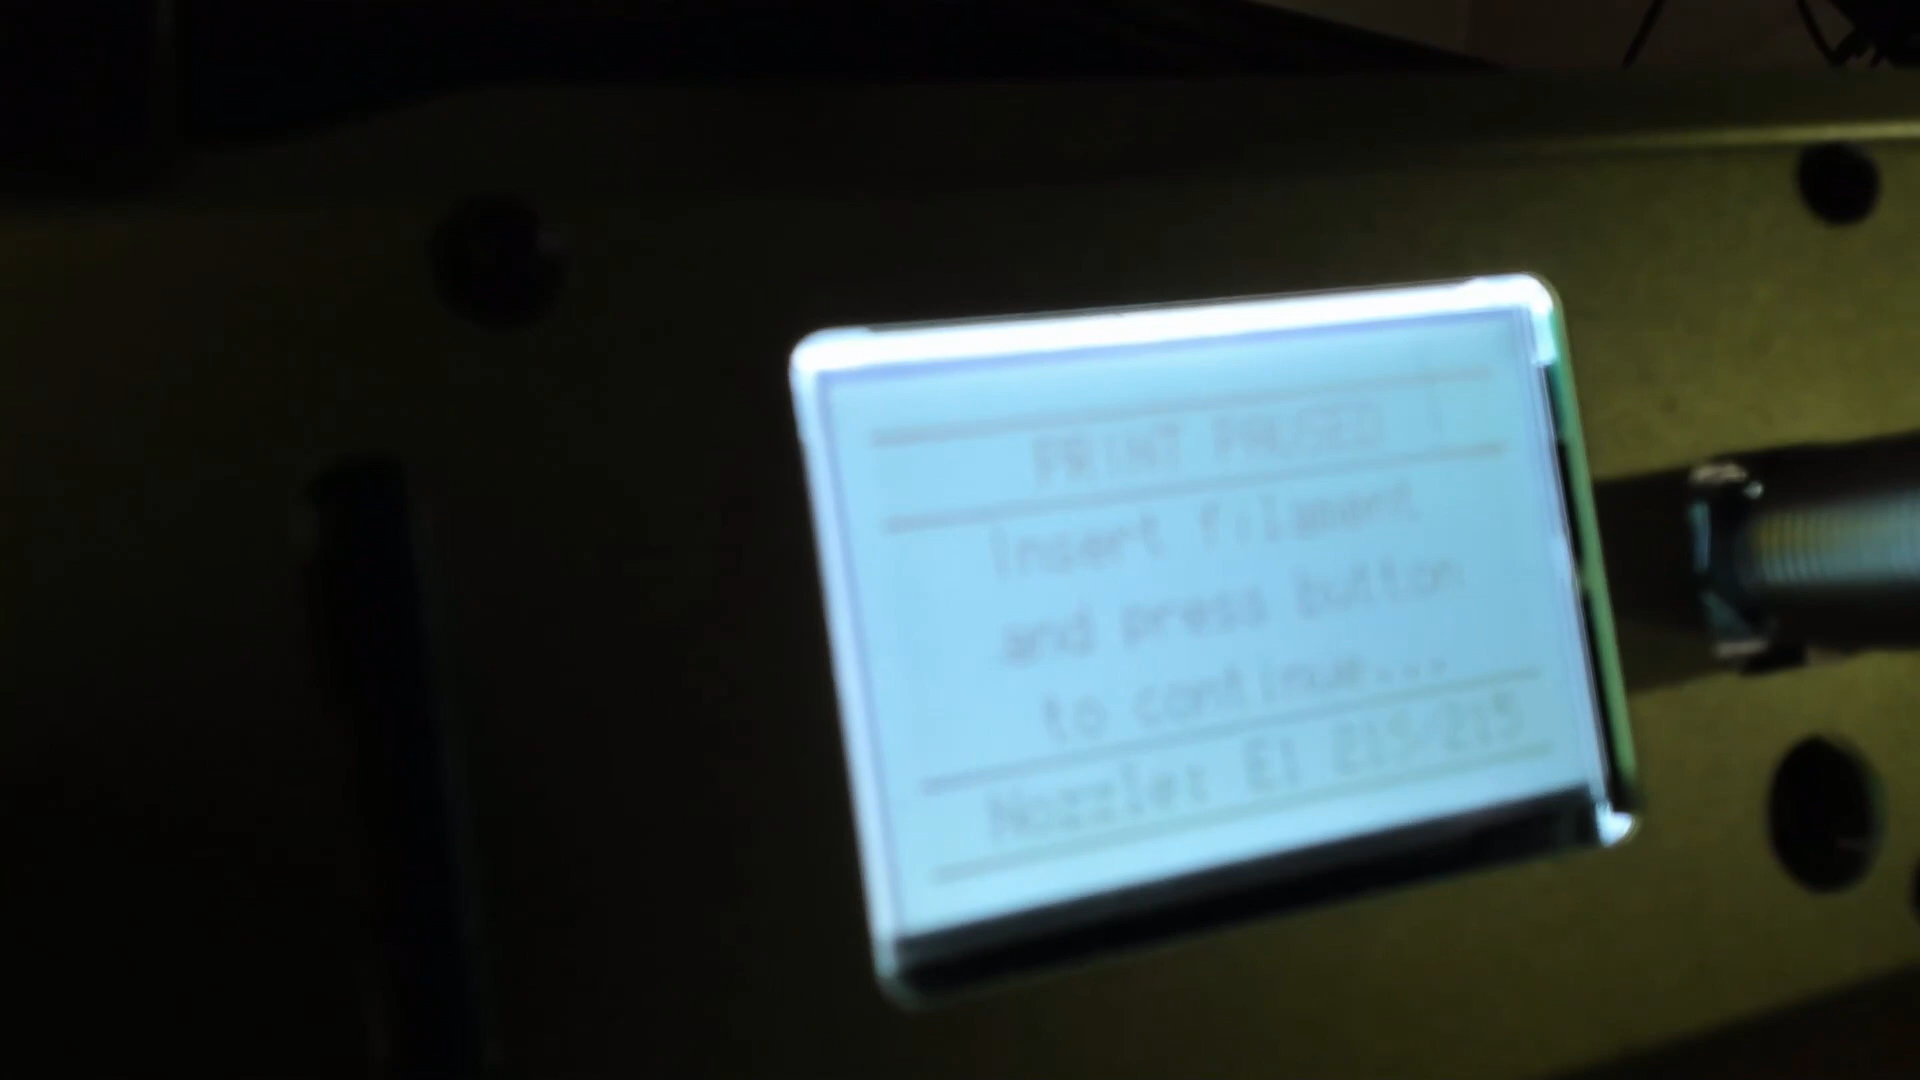 PRINT PAUSED
Insert filament
and press button
to continue...
Nozzle: E1 215/215